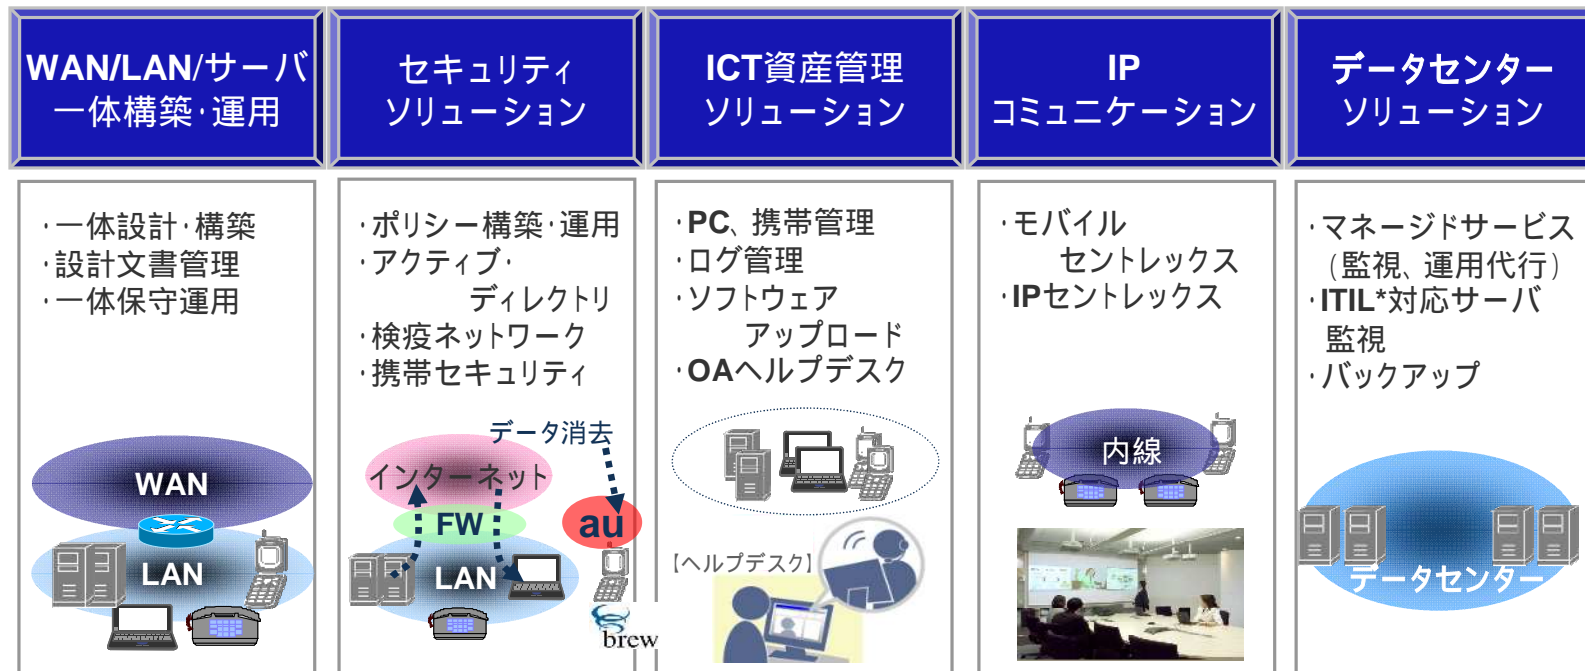 WAN/LAN/サーバ
一体構築・運用
セキュリティ
ソリューション
ICT資産管理
ソリューション
IP
コミュニケーション
データセンター
ソリューション
・一体設計・構築
・設計文書管理
・一体保守運用
WAN
LAN
・ポリシー構築・運用
・アクティブ・
ディレクトリ
・検疫ネットワーク
・携帯セキュリティ
データ消去
インターネット
FW
au
LAN
brew
・PC、携帯管理
・ログ管理
・ソフトウェア
アップロード
・OAヘルプデスク
【ヘルプデスク】
・モバイル
セントレックス
・IPセントレックス
内線
・マネージドサービス
(監視、運用代行)
・ITIL*対応サーバ
監視
・バックアップ
データセンター